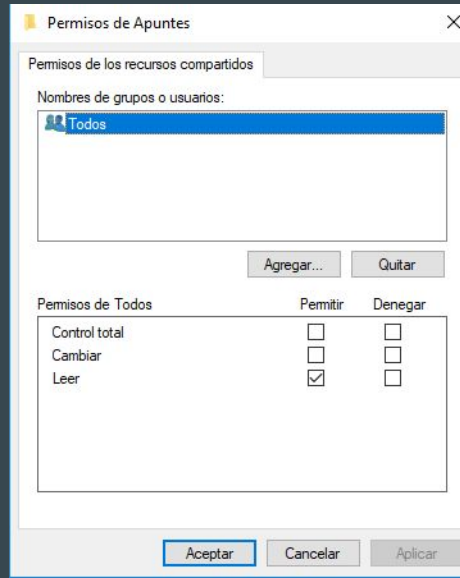 Permisos de Apuntes
Permisos de los recursos compartidos
Nombres de grupos o usuarios:
Todos
Agregar... Quitar
Permisos de Todos Permitir Denegar
Control total
Cambiar
Leer
Aceptar Cancelar Aplicar